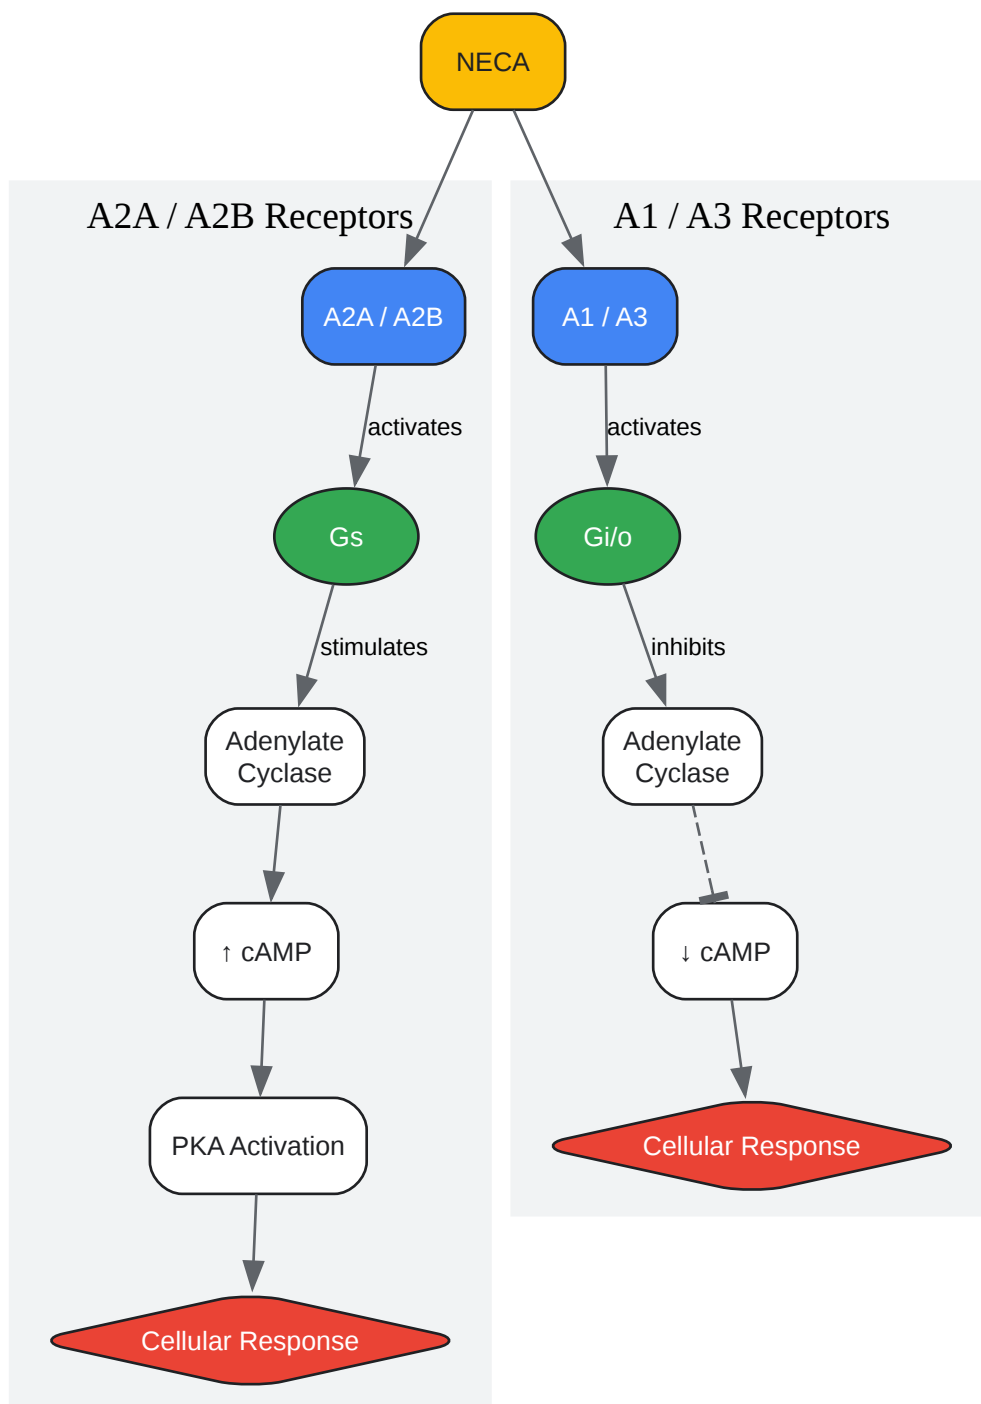 NECA
A2A / A2B Receptors
A1 / A3 Receptors
A2A / A2B
A1 / A3
activates
activates
Gs
Gi/o
stimulates
inhibits
Adenylate
Cyclase
Adenylate
Cyclase
↑ cAMP
↓ cAMP
PKA Activation
Cellular Response
Cellular Response